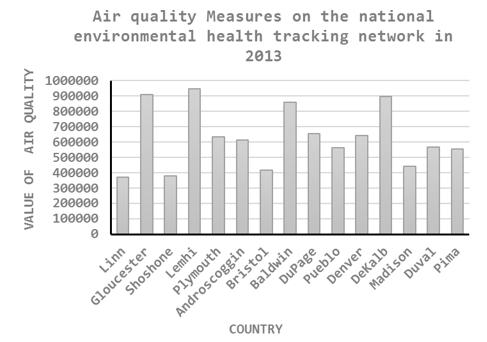 Air quality Measures on the national
environmental health tracking network in
2013
VALUE OF  AIR QUALITY
1000000
900000
800000
700000
600000
500000
400000
300000
200000
100000
0
Linn
Gloucester
Shoshone
Lemhi
Plymouth
Androscoggin
Bristol
Baldwin
DuPage
Pueblo
Denver
DeKalb
Madison
Duval
Pima
COUNTRY